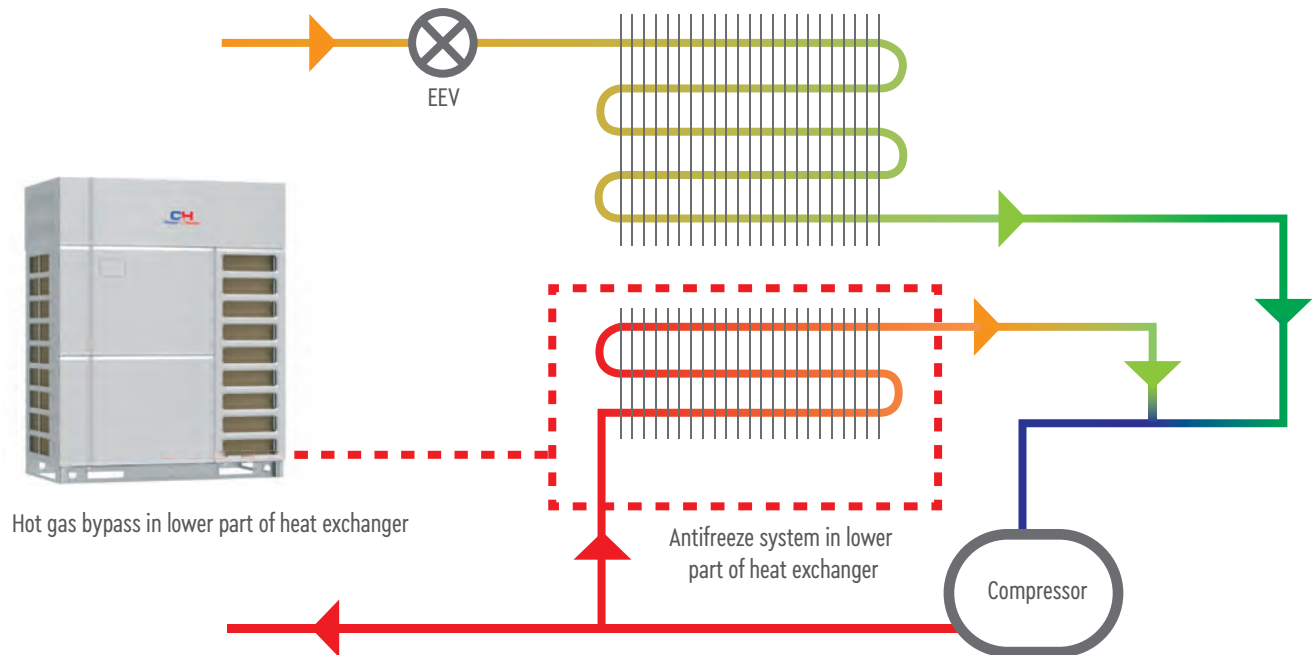 EEV
CH
Hot gas bypass in lower part of heat exchanger
Antifreeze system in lower
part of heat exchanger
Compressor